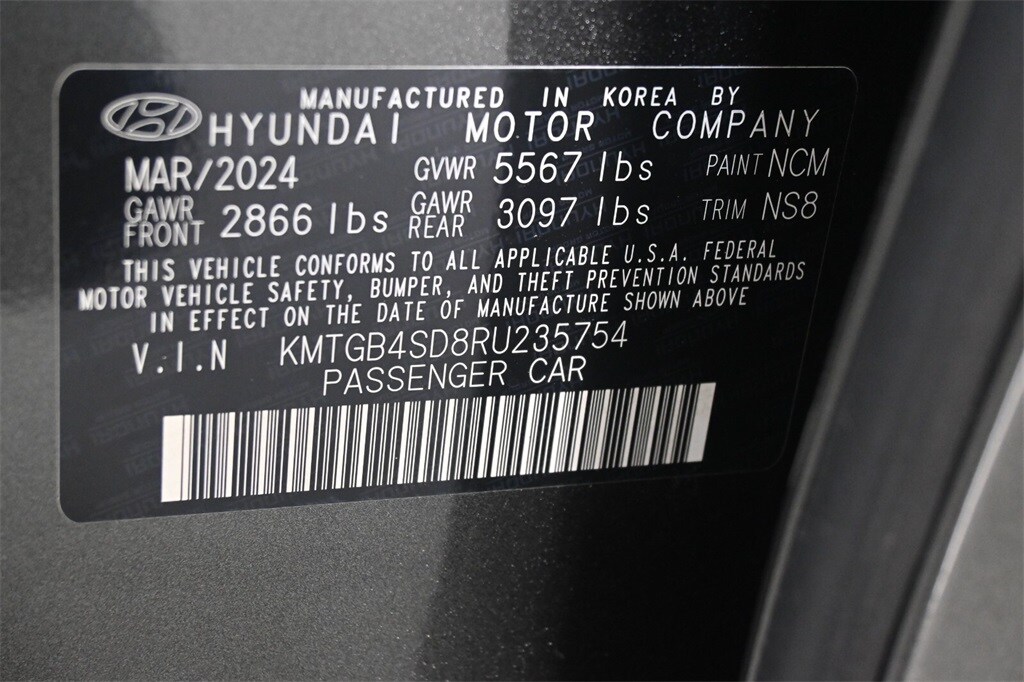 MANUFACTURED IN KOREA BY
HYUNDAI MOTOR COMPANY
MAR/2024 GVWR 5567 lbs PAINT NCM
GAWR FRONT 2866 lbs GAWR REAR 3097 lbs TRIM NS8
THIS VEHICLE CONFORMS TO ALL APPLICABLE U.S.A. FEDERAL
MOTOR VEHICLE SAFETY, BUMPER, AND THEFT PREVENTION STANDARDS
IN EFFECT ON THE DATE OF MANUFACTURE SHOWN ABOVE
V.I.N KMTGB4SD8RU235754
PASSENGER CAR